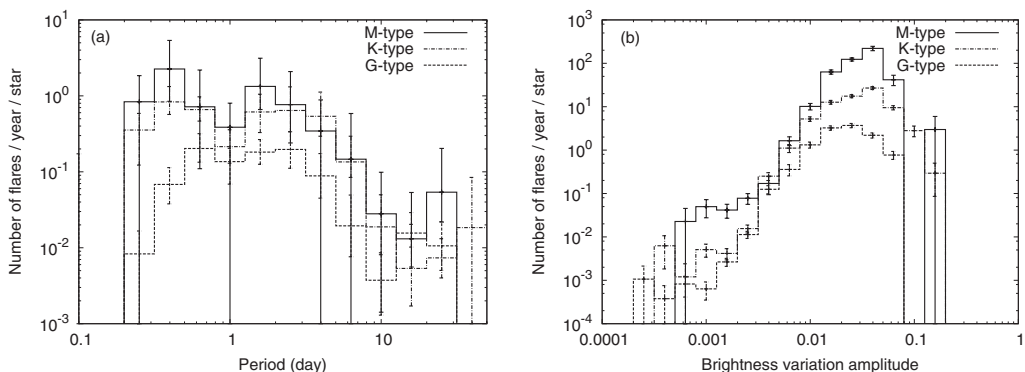 (a)
M-type
K-type
G-type
Number of flares / year / star
10^1
10^0
10^-1
10^-2
10^-3
0.1
1
10
Period (day)
(b)
M-type
K-type
G-type
Number of flares / year / star
10^3
10^2
10^1
10^0
10^-1
10^-2
10^-3
10^-4
0.0001
0.001
0.01
0.1
1
Brightness variation amplitude